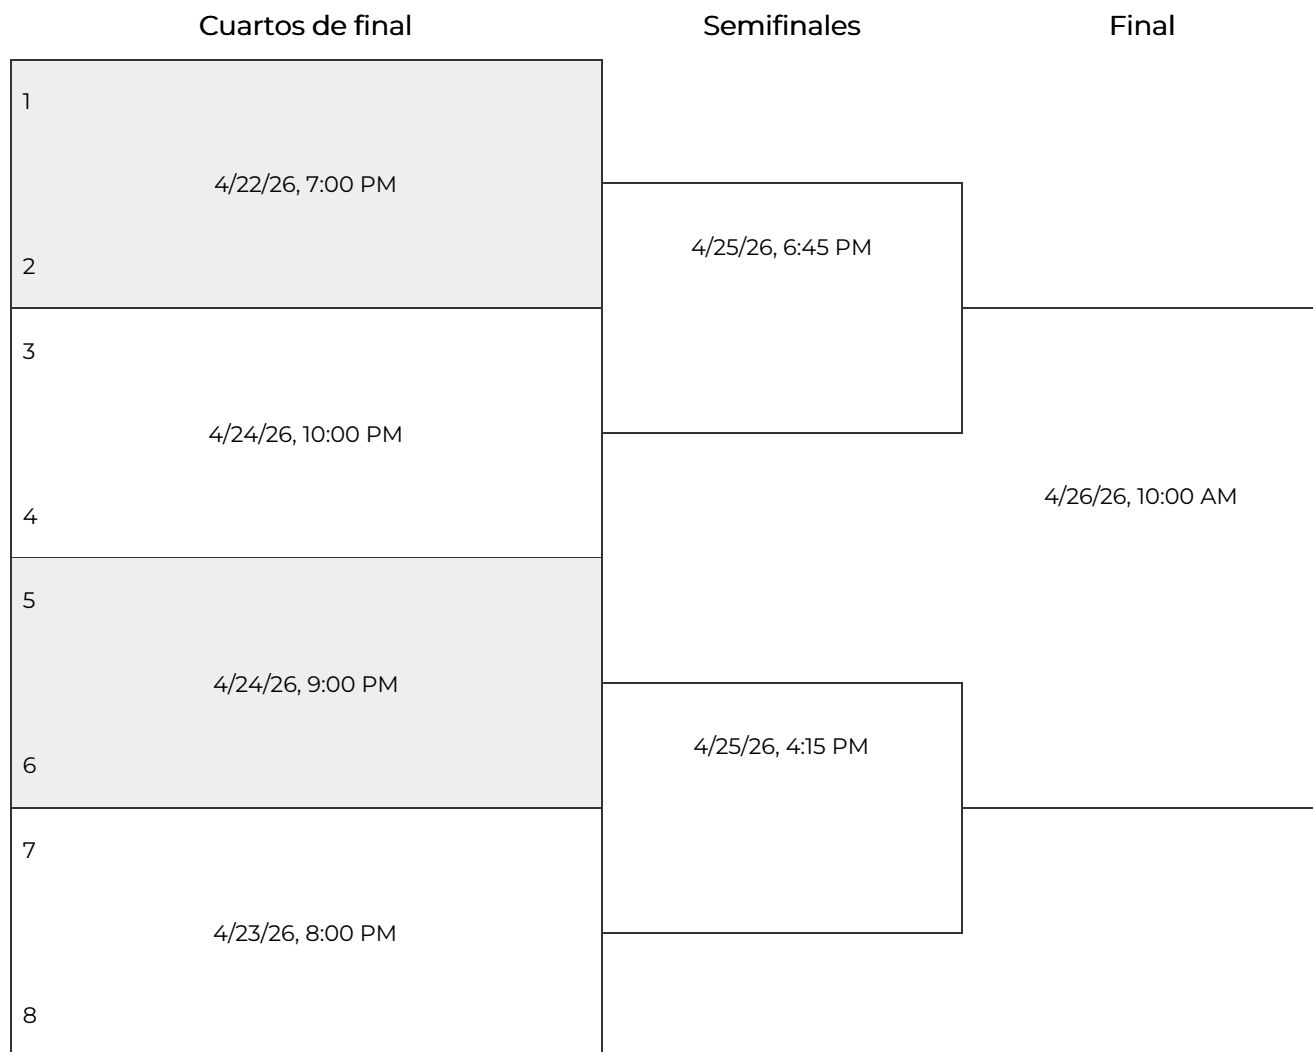 Cuartos de final
Semifinales
Final
1
4/22/26, 7:00 PM
2
3
4/24/26, 10:00 PM
4
5
4/24/26, 9:00 PM
6
7
4/23/26, 8:00 PM
8
4/25/26, 6:45 PM
4/25/26, 4:15 PM
4/26/26, 10:00 AM